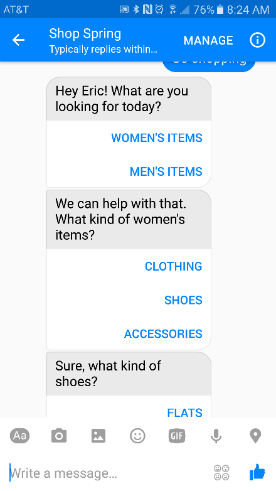 AT&T 76% 8:24 AM
Shop Spring
Typically replies within...
MANAGE
Go shopping
Hey Eric! What are you
looking for today?
WOMEN'S ITEMS
MEN'S ITEMS
We can help with that.
What kind of women's
items?
CLOTHING
SHOES
ACCESSORIES
Sure, what kind of
shoes?
FLATS
Aa GIF
Write a message...